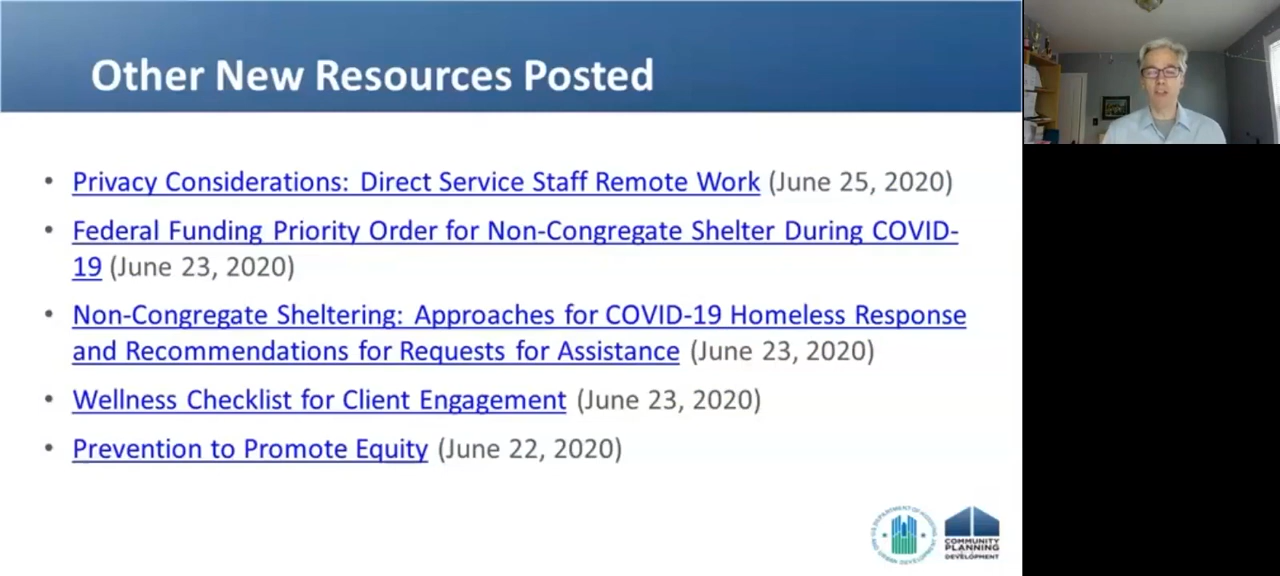 Other New Resources Posted
• Privacy Considerations: Direct Service Staff Remote Work (June 25, 2020)
• Federal Funding Priority Order for Non-Congregate Shelter During COVID-
19 (June 23, 2020)
• Non-Congregate Sheltering: Approaches for COVID-19 Homeless Response
and Recommendations for Requests for Assistance (June 23, 2020)
• Wellness Checklist for Client Engagement (June 23, 2020)
• Prevention to Promote Equity (June 22, 2020)
COMMUNITY
PLANNING
DEVELOPMENT